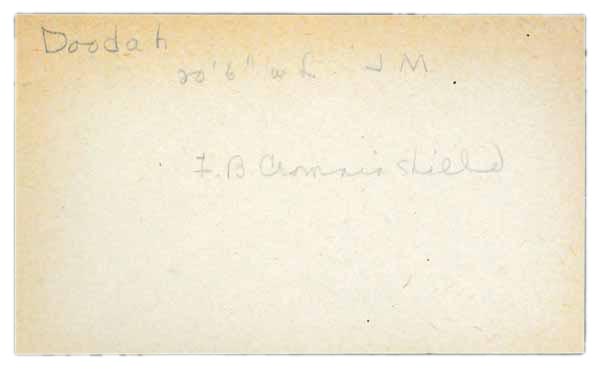 Doodah
20'6" w L J M
F. B Crowninshield